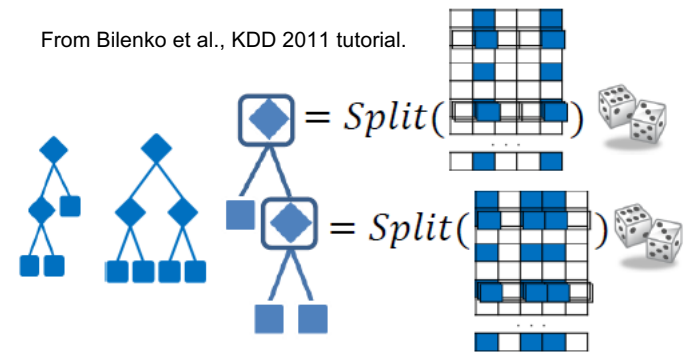 From Bilenko et al., KDD 2011 tutorial.
= Split( )
. . .
= Split( )
. . .